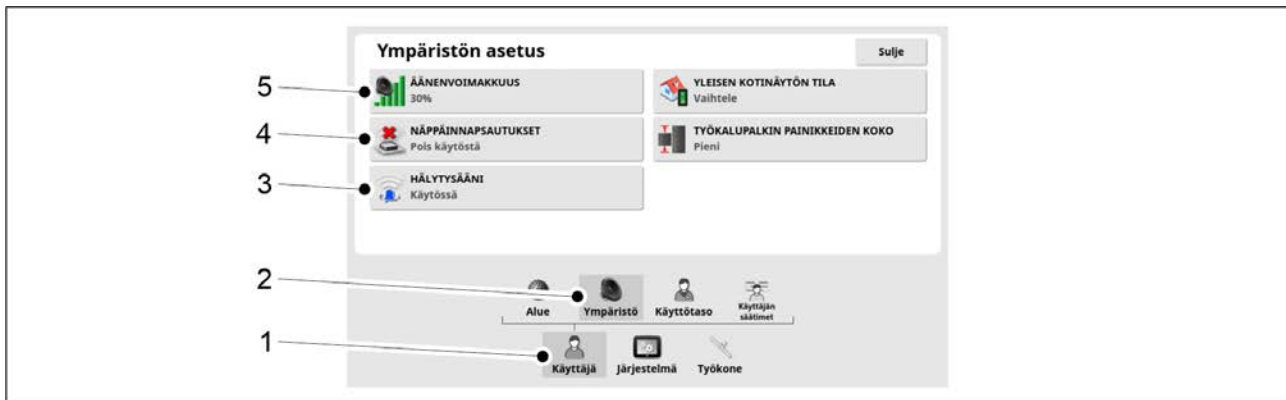 Ympäristön asetus
Sulje
5
ÄÄNENVOIMAKKUUS
30%
YLEISEN KOTINÄYTÖN TILA
Vaihtele
4
NÄPPÄINNAPSAUTUKSET
Pois käytöstä
TYÖKALUPALKIN PAINIKKEIDEN KOKO
Pieni
3
HÄLYTYSÄÄNI
Käytössä
2
Alue
Ympäristö
Käyttötaso
Käyttäjän
säätimet
1
Käyttäjä
Järjestelmä
Työkone